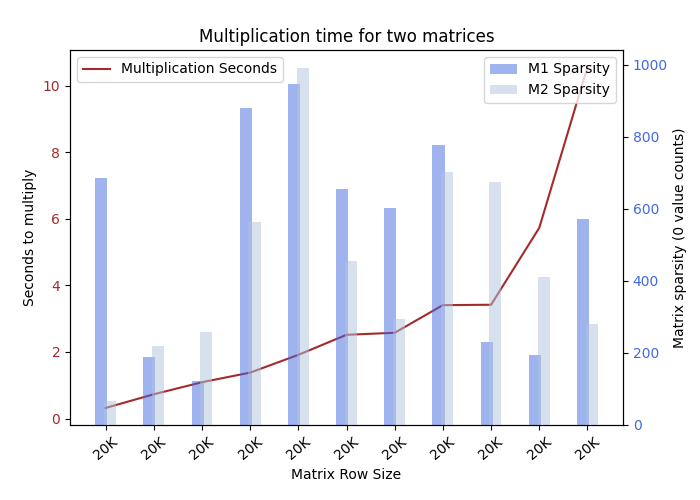 Multiplication time for two matrices
Multiplication Seconds
M1 Sparsity
M2 Sparsity
10
8
6
4
2
0
Seconds to multiply
1000
800
600
400
200
0
Matrix sparsity (0 value counts)
20K 20K 20K 20K 20K 20K 20K 20K 20K 20K 20K
Matrix Row Size